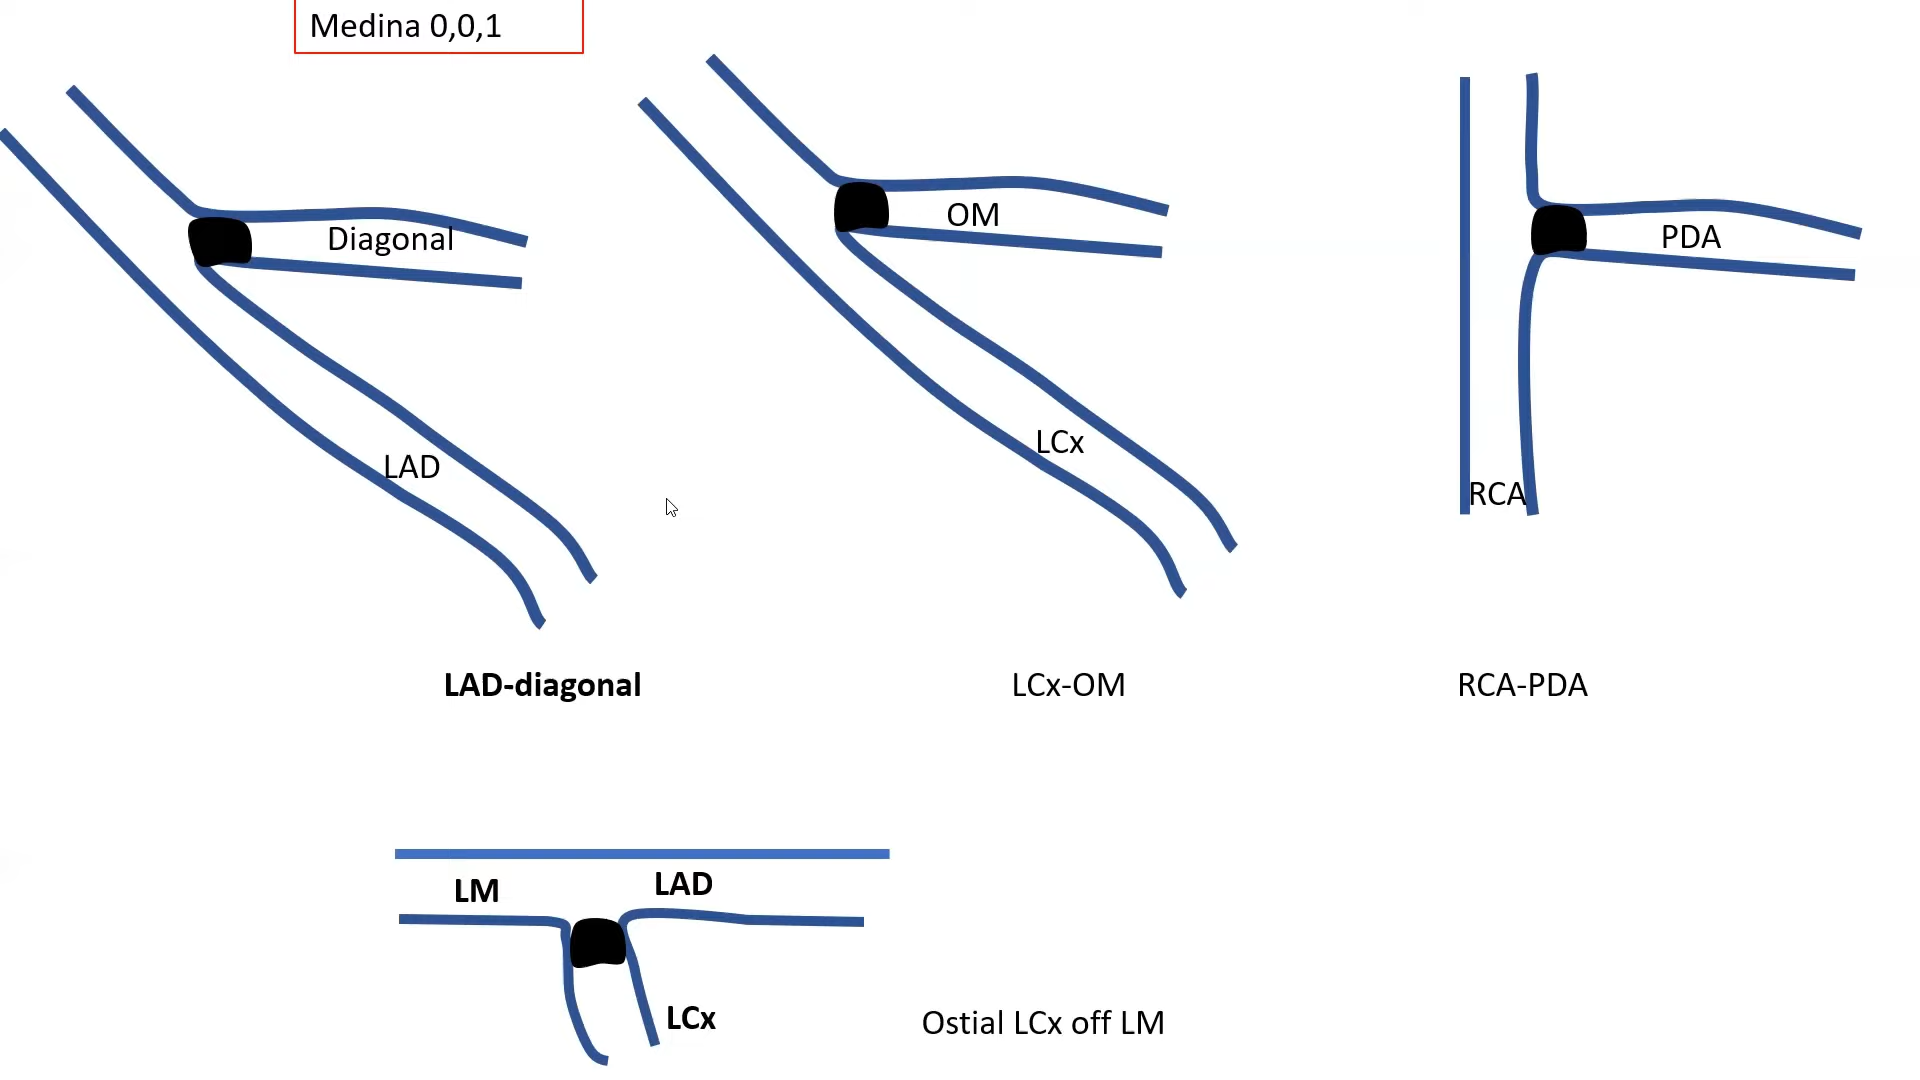 Medina 0,0,1
Diagonal
LAD
OM
LCx
PDA
RCA
LAD-diagonal
LCx-OM
RCA-PDA
LM
LAD
LCx
Ostial LCx off LM